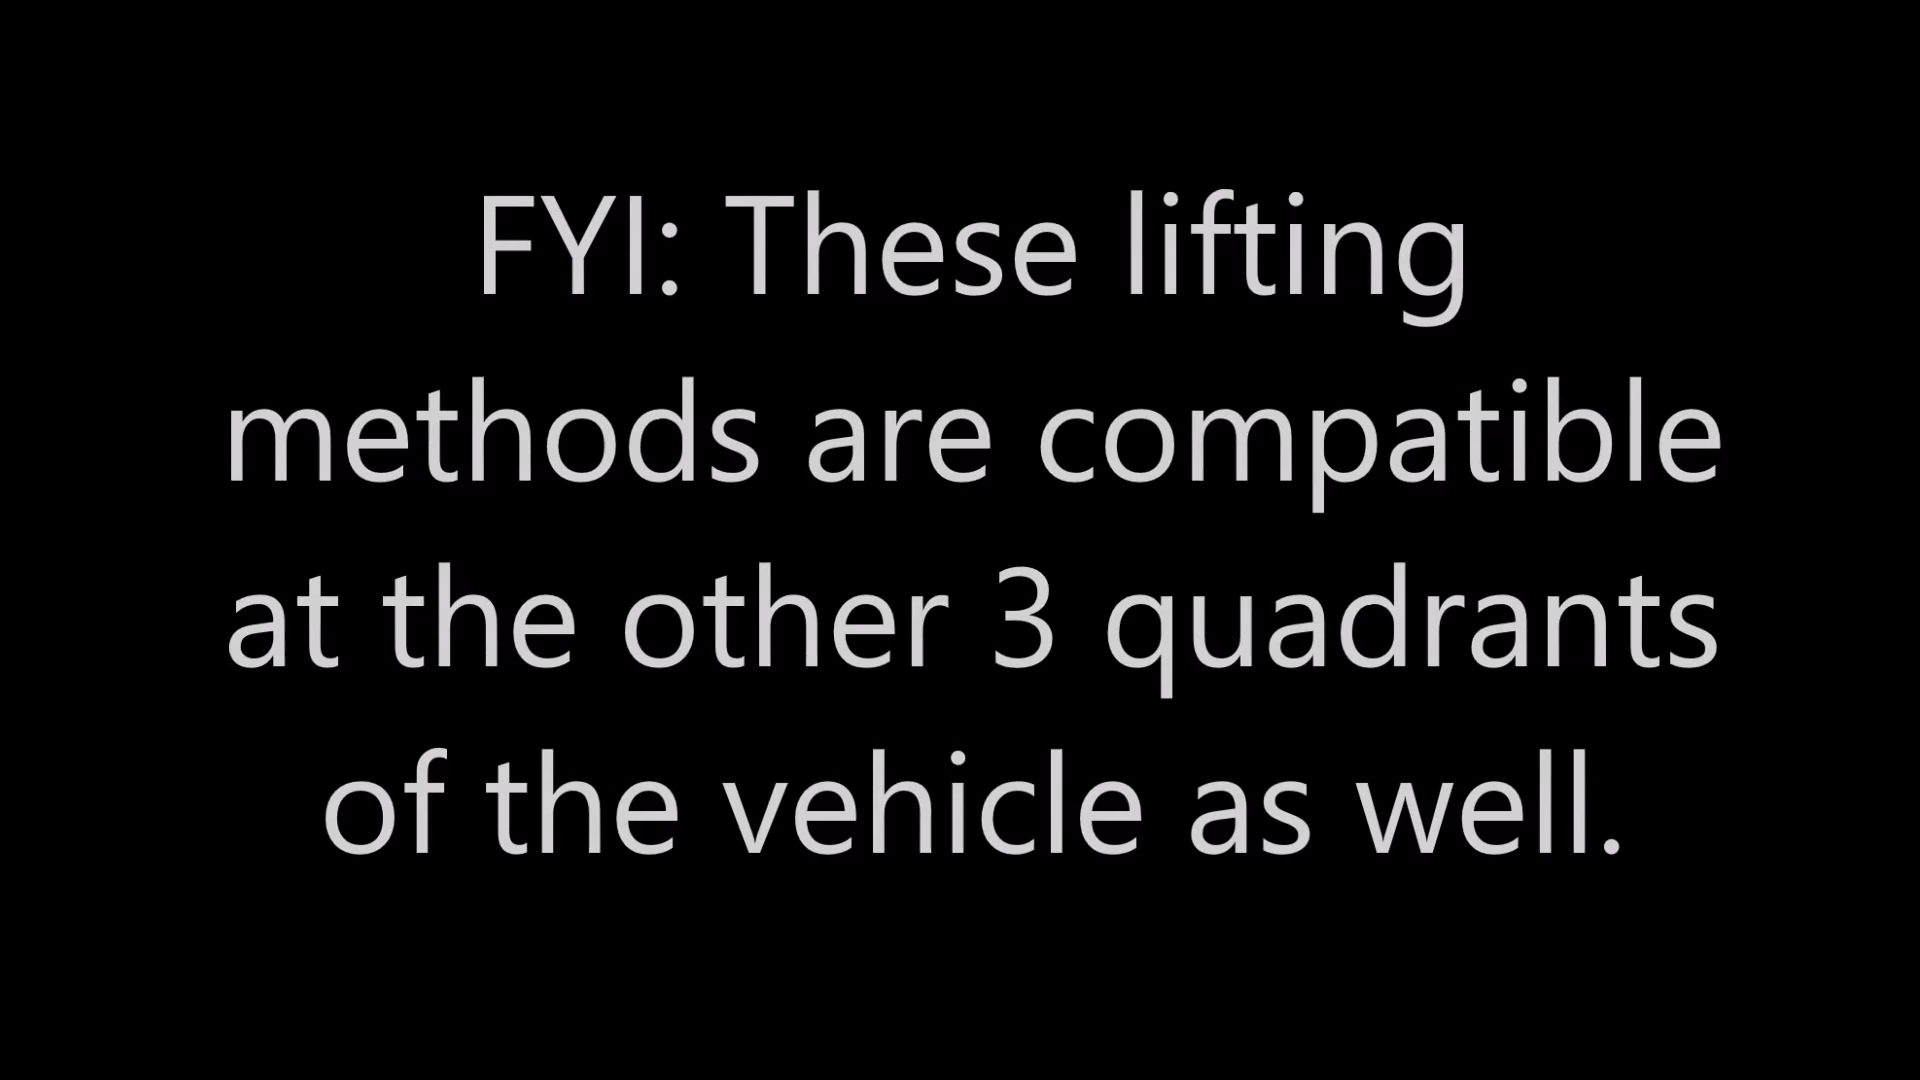 FYI: These lifting
methods are compatible
at the other 3 quadrants
of the vehicle as well.